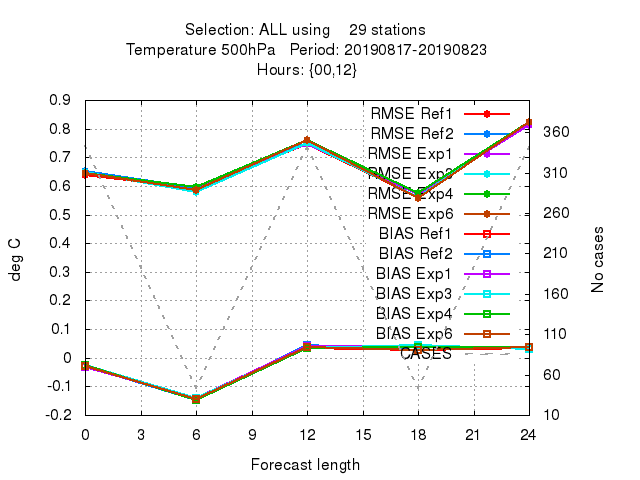 Selection: ALL using 29 stations
Temperature 500hPa Period: 20190817-20190823
Hours: {00,12}
0.9
0.8
0.7
0.6
0.5
0.4
0.3
0.2
0.1
0
-0.1
-0.2
deg C
RMSE Ref1
RMSE Ref2
RMSE Exp1
RMSE Exp3
RMSE Exp4
RMSE Exp6
BIAS Ref1
BIAS Ref2
BIAS Exp1
BIAS Exp3
BIAS Exp4
BIAS Exp6
CASES
360
310
260
210
160
110
60
10
No cases
0 3 6 9 12 15 18 21 24
Forecast length